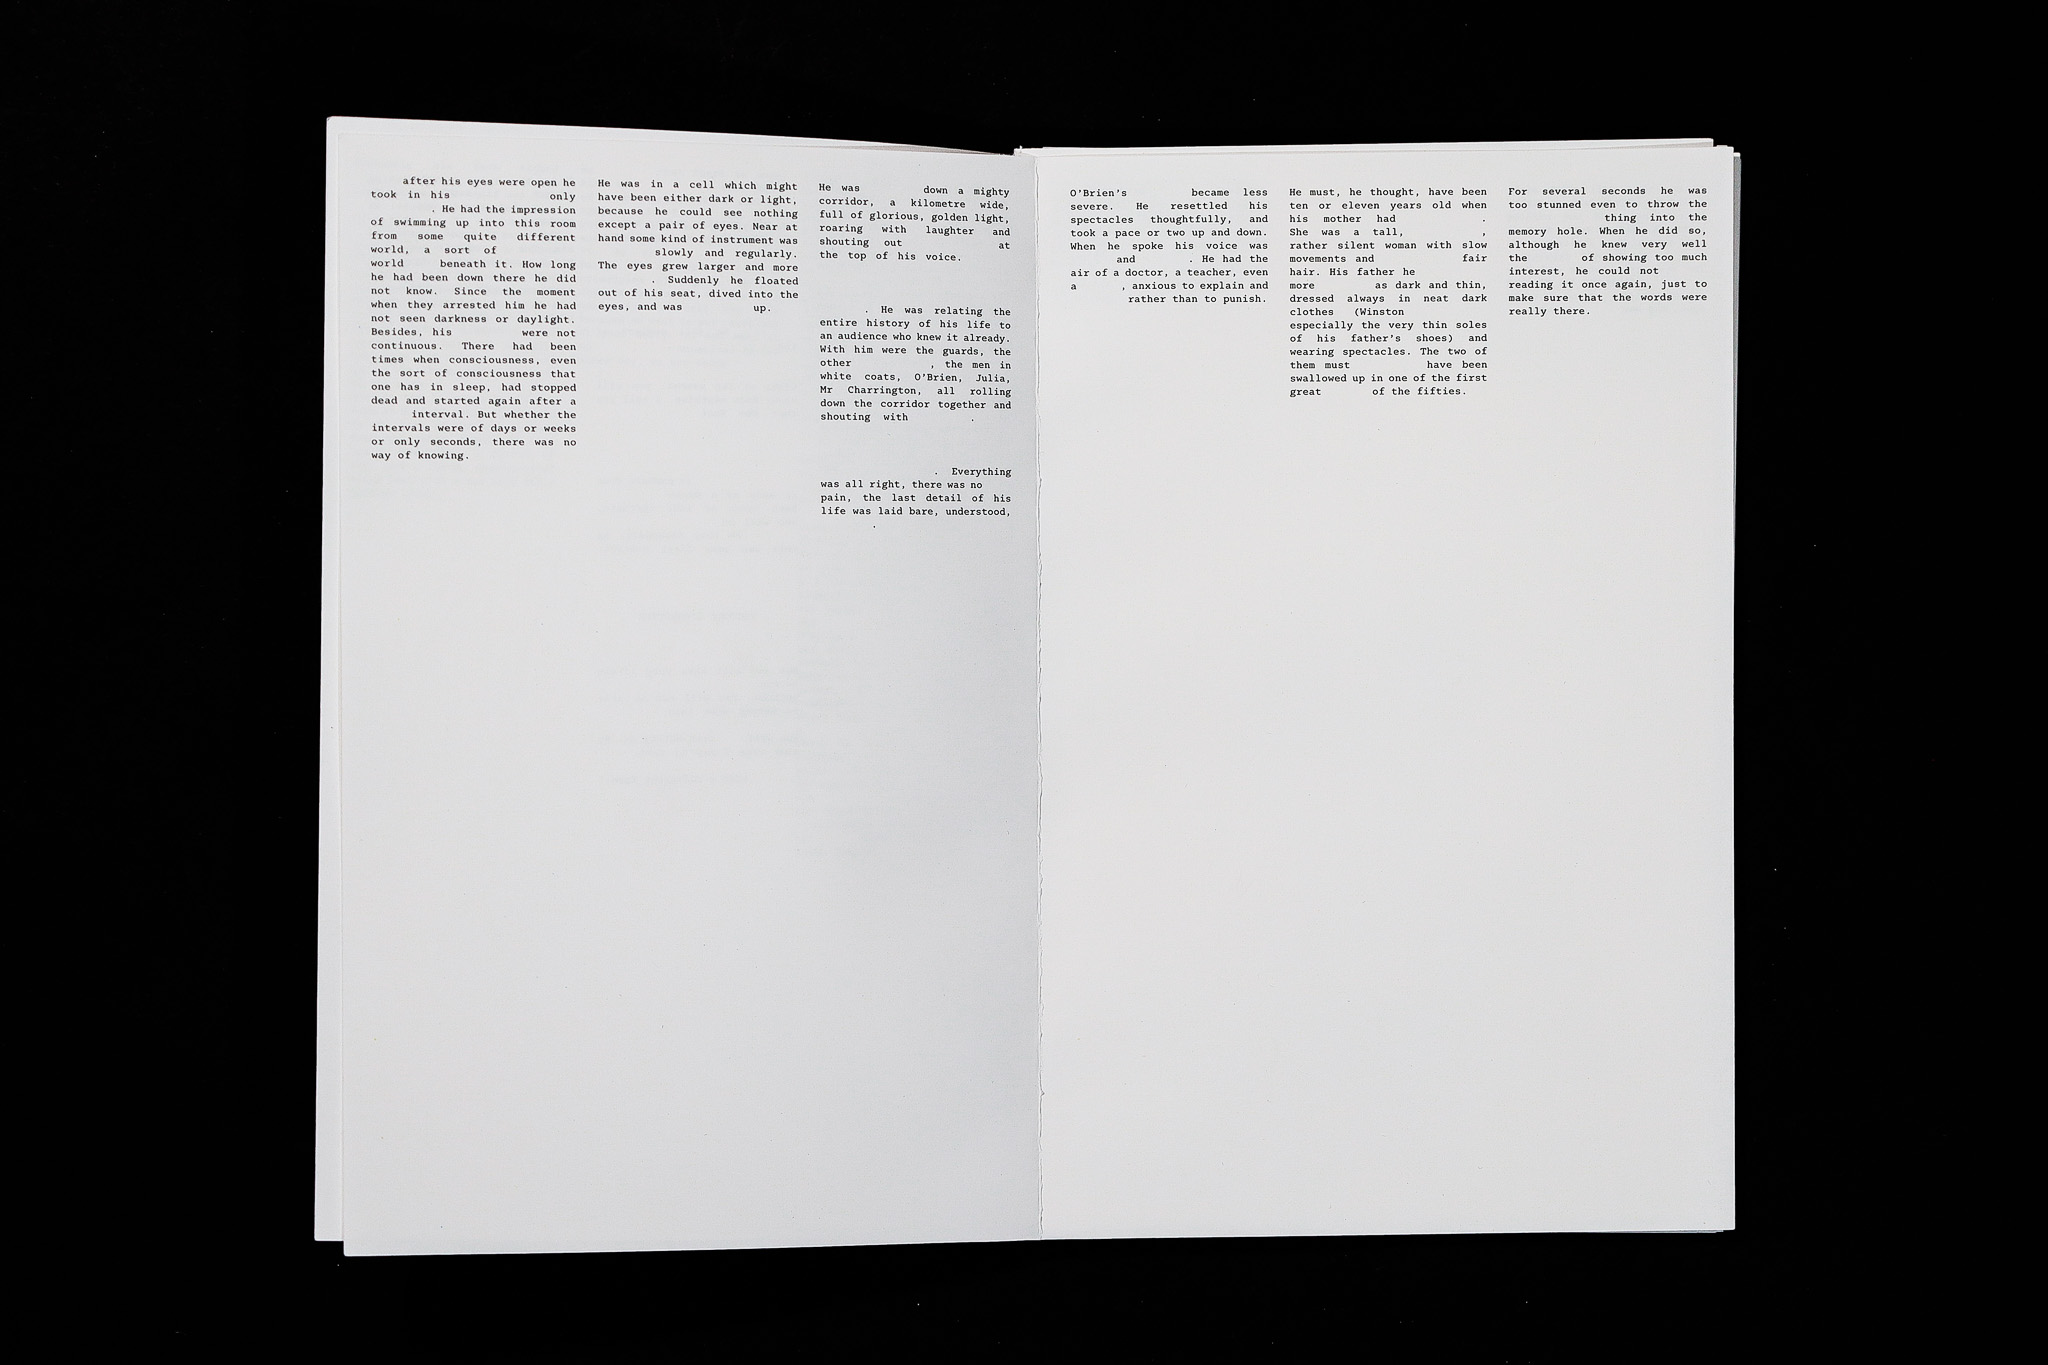 after his eyes were open he
took in his only
. He had the impression
of swimming up into this room
from some quite different
world, a sort of
world beneath it. How long
he had been down there he did
not know. Since the moment
when they arrested him he had
not seen darkness or daylight.
Besides, his were not
continuous. There had been
times when consciousness, even
the sort of consciousness that
one has in sleep, had stopped
dead and started again after a
interval. But whether the
intervals were of days or weeks
or only seconds, there was no
way of knowing.
He was in a cell which might
have been either dark or light,
because he could see nothing
except a pair of eyes. Near at
hand some kind of instrument was
slowly and regularly.
The eyes grew larger and more
. Suddenly he floated
out of his seat, dived into the
eyes, and was up.
He was down a mighty
corridor, a kilometre wide,
full of glorious, golden light,
roaring with laughter and
shouting out at
the top of his voice.
. He was relating the
entire history of his life to
an audience who knew it already.
With him were the guards, the
other , the men in
white coats, O’Brien, Julia,
Mr Charrington, all rolling
down the corridor together and
shouting with .
. Everything
was all right, there was no
pain, the last detail of his
life was laid bare, understood,
.
O’Brien’s became less
severe. He resettled his
spectacles thoughtfully, and
took a pace or two up and down.
When he spoke his voice was
and . He had the
air of a doctor, a teacher, even
a , anxious to explain and
rather than to punish.
He must, he thought, have been
ten or eleven years old when
his mother had .
She was a tall, ,
rather silent woman with slow
movements and fair
hair. His father he
more as dark and thin,
dressed always in neat dark
clothes (Winston
especially the very thin soles
of his father’s shoes) and
wearing spectacles. The two of
them must have been
swallowed up in one of the first
great of the fifties.
For several seconds he was
too stunned even to throw the
thing into the
memory hole. When he did so,
although he knew very well
the of showing too much
interest, he could not
reading it once again, just to
make sure that the words were
really there.